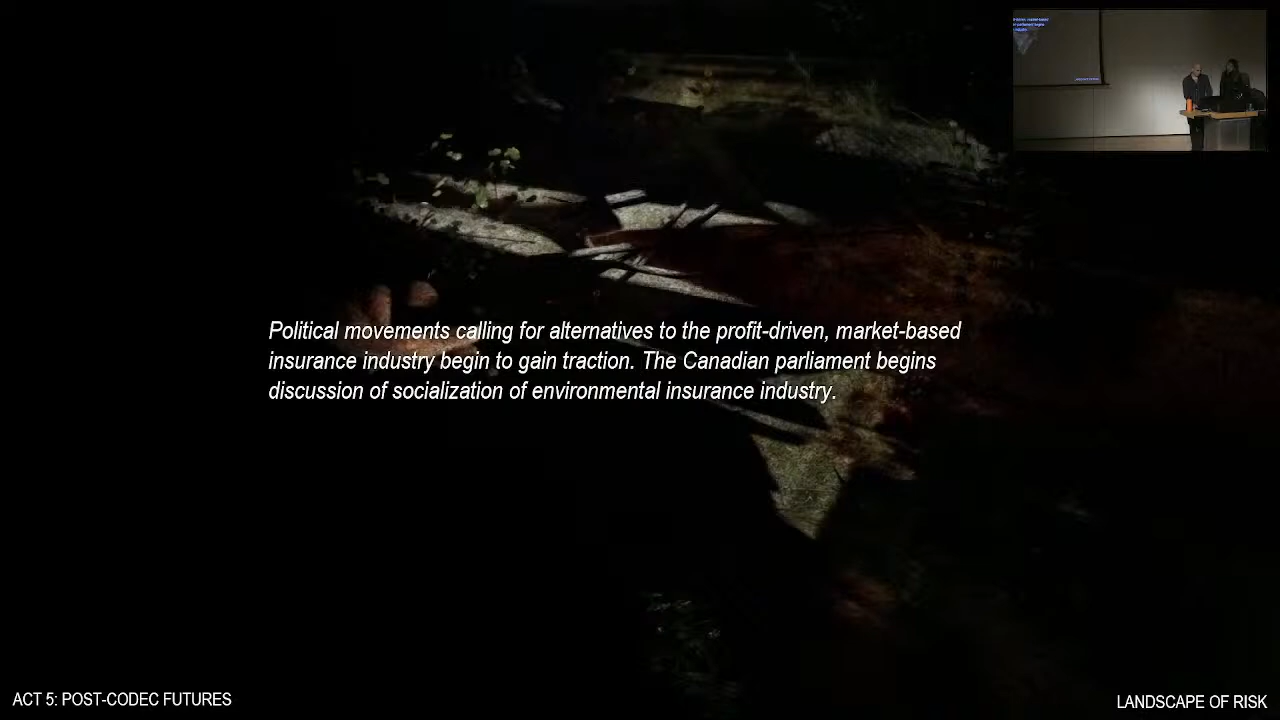 Political movements calling for alternatives to the profit-driven, market-based
insurance industry begin to gain traction. The Canadian parliament begins
discussion of socialization of environmental insurance industry.
ACT 5: POST-CODEC FUTURES
LANDSCAPE OF RISK